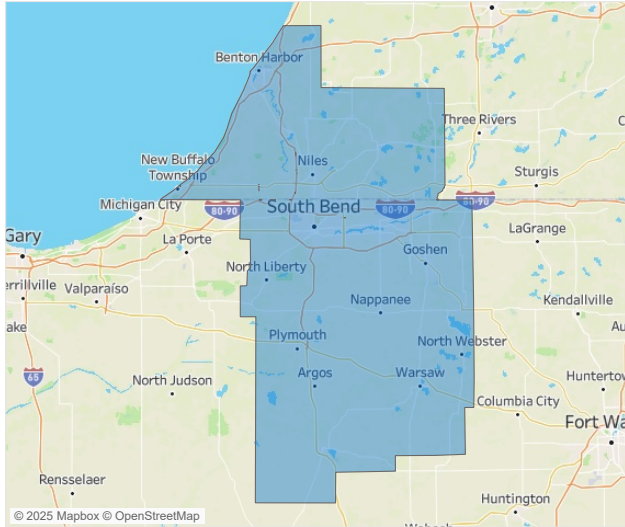 Benton Harbor
Three Rivers
C
New Buffalo
Township
Niles
Sturgis
Michigan City
80-90
South Bend
80-90
80-90
Gary
La Porte
Goshen
LaGrange
North Liberty
errillville
Valparaíso
Nappanee
Kendallville
ake
Au
Plymouth
North Webster
65
North Judson
Argos
Warsaw
Huntertow
Columbia City
Fort Wa
Rensselaer
Huntington
© 2025 Mapbox © OpenStreetMap